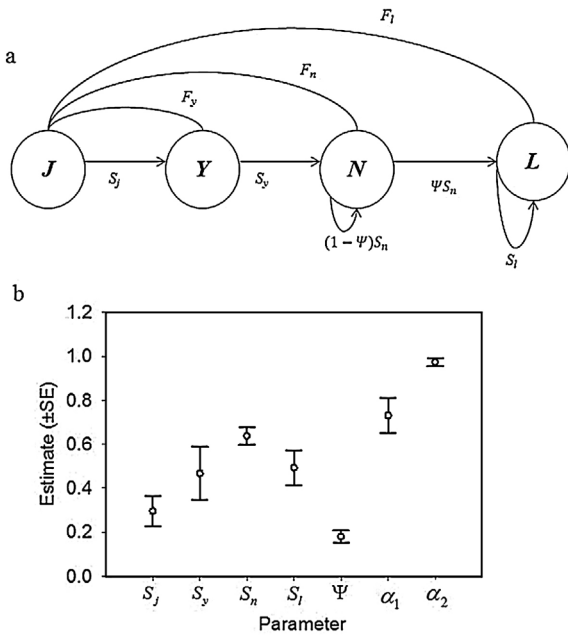 a
F_l
F_n
F_y
J S_j Y S_y N ΨS_n L
(1 − Ψ)S_n
S_l
b
1.2
1.0
0.8
0.6
0.4
0.2
0.0
Estimate (±SE)
S_j S_y S_n S_l Ψ α_1 α_2
Parameter